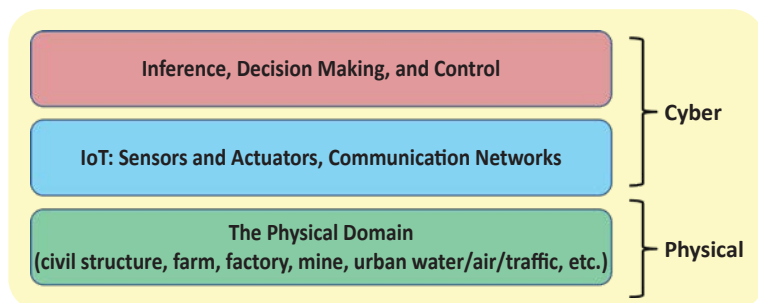 Inference, Decision Making, and Control
Cyber
IoT: Sensors and Actuators, Communication Networks
The Physical Domain
(civil structure, farm, factory, mine, urban water/air/traffic, etc.)
Physical